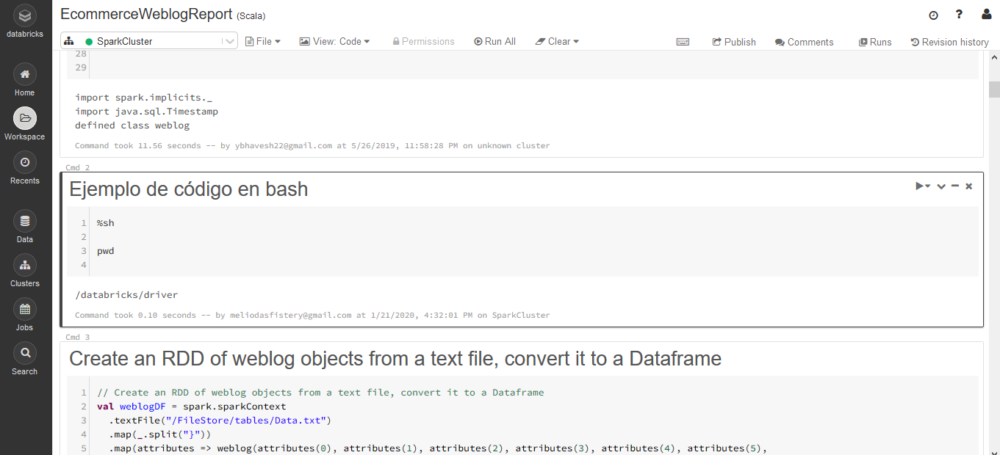 databricks
Home
Workspace
Recents
Data
Clusters
Jobs
Search
EcommerceWeblogReport (Scala)
?
SparkCluster
File
View: Code
Permissions
Run All
Clear
Publish
Comments
Runs
Revision history
28
29
import spark.implicits._
import java.sql.Timestamp
defined class weblog
Command took 11.56 seconds -- by ybhavesh22@gmail.com at 5/26/2019, 11:58:28 PM on unknown cluster
Cmd 2
Ejemplo de código en bash
1 %sh
2
3 pwd
4
/databricks/driver
Command took 0.10 seconds -- by meliodasfistery@gmail.com at 1/21/2020, 4:32:01 PM on SparkCluster
Cmd 3
Create an RDD of weblog objects from a text file, convert it to a Dataframe
1 // Create an RDD of weblog objects from a text file, convert it to a Dataframe
2 val weblogDF = spark.sparkContext
3 .textFile("/FileStore/tables/Data.txt")
4 .map(_.split("}"))
5 .map(attributes => weblog(attributes(0), attributes(1), attributes(2), attributes(3), attributes(4), attributes(5),